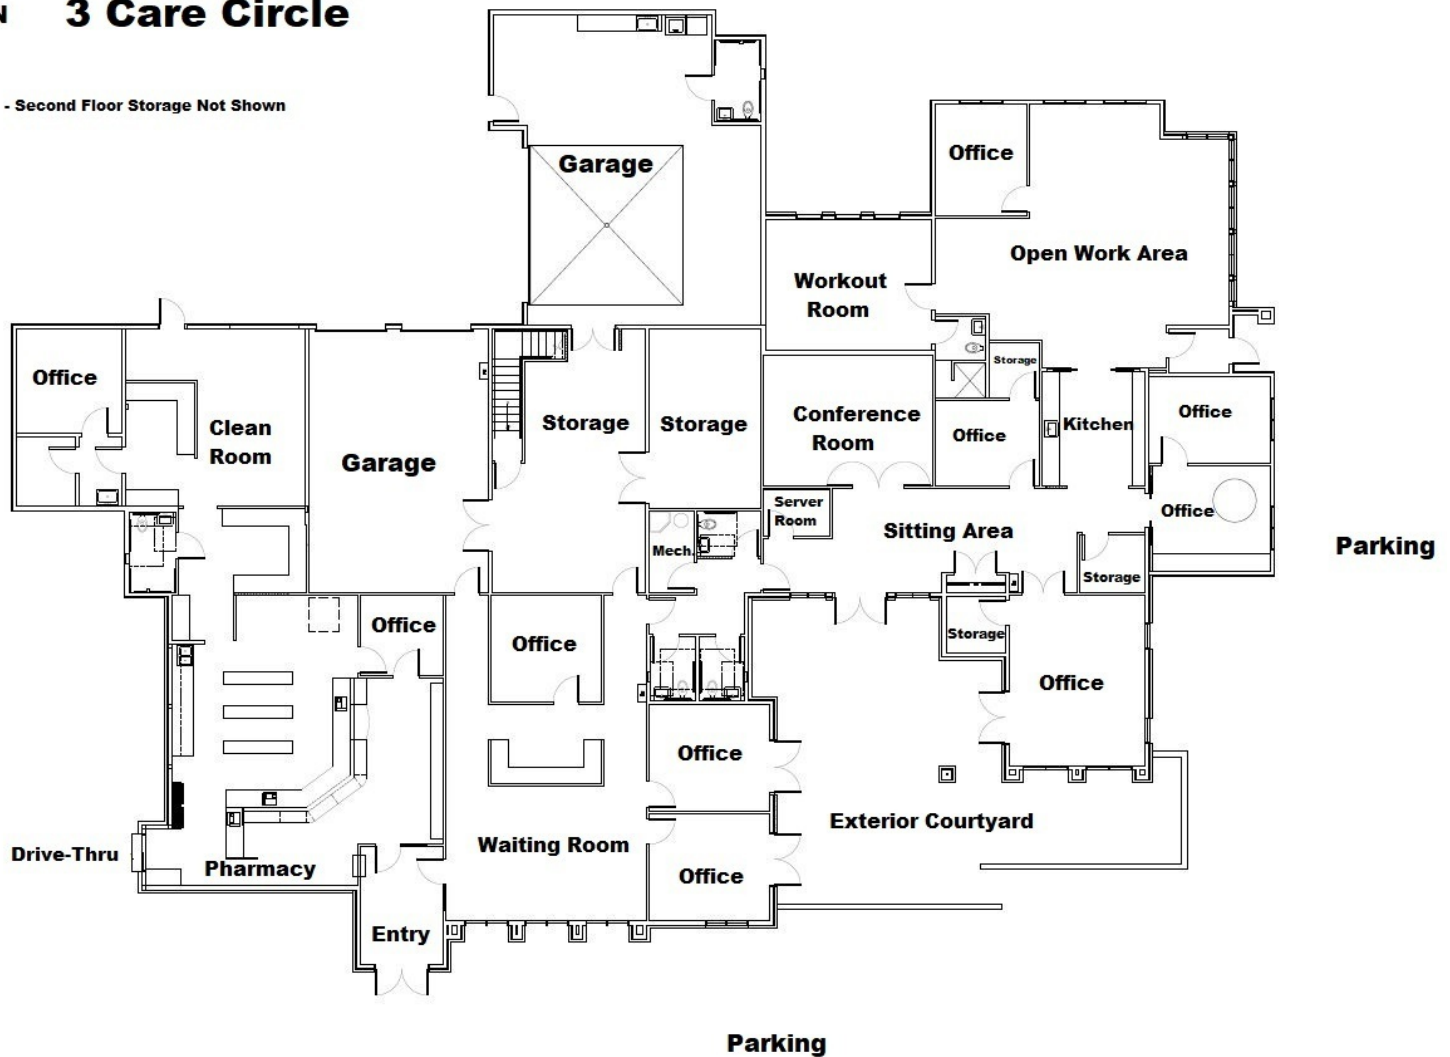 N 3 Care Circle
- Second Floor Storage Not Shown
Garage
Office
Open Work Area
Workout
Room
Storage
Office
Clean
Room
Garage
Storage
Storage
Conference
Room
Office
Kitchen
Office
Server
Room
Sitting Area
Office
Mech.
Storage
Parking
Office
Office
Storage
Office
Office
Exterior Courtyard
Drive-Thru
Pharmacy
Waiting Room
Office
Entry
Parking